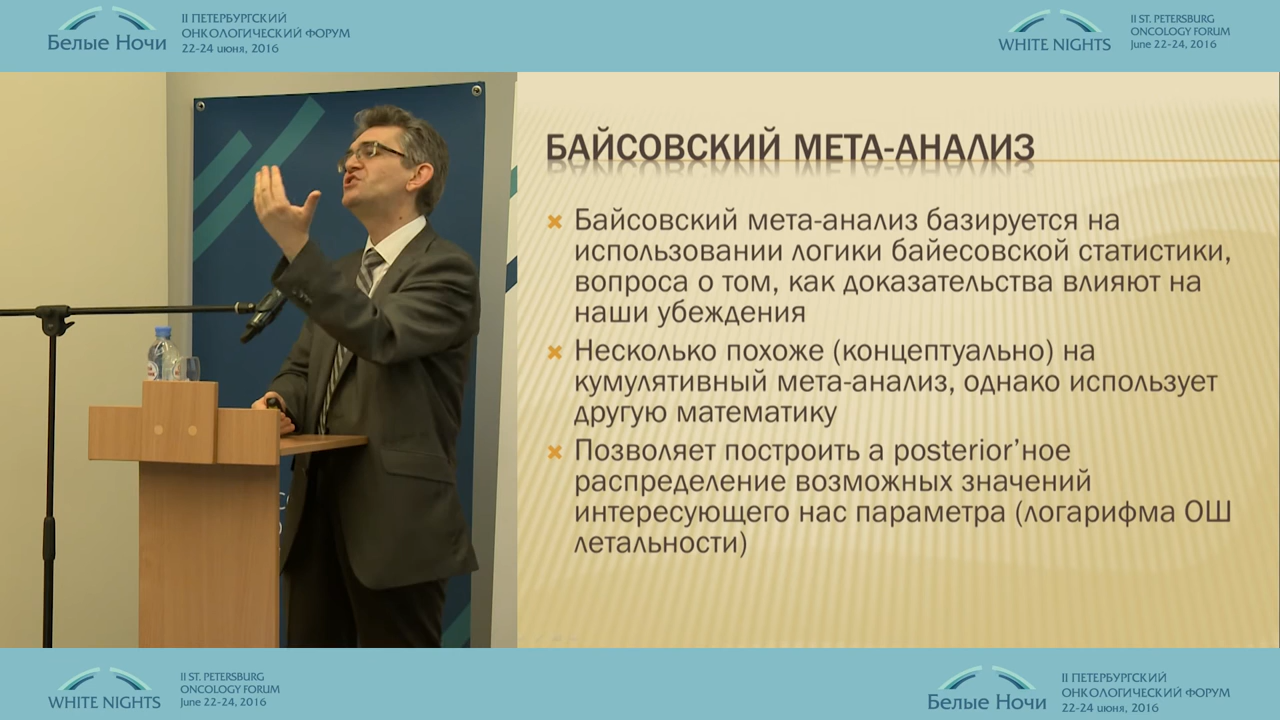 Белые Ночи
II ПЕТЕРБУРГСКИЙ
ОНКОЛОГИЧЕСКИЙ ФОРУМ
22-24 июня, 2016
WHITE NIGHTS
II ST. PETERSBURG
ONCOLOGY FORUM
June 22-24, 2016
БАЙСОВСКИЙ МЕТА-АНАЛИЗ
Байсовский мета-анализ базируется на
использовании логики байесовской статистики,
вопроса о том, как доказательства влияют на
наши убеждения
Несколько похоже (концептуально) на
кумулятивный мета-анализ, однако использует
другую математику
Позволяет построить a posterior’ное
распределение возможных значений
интересующего нас параметра (логарифма ОШ
летальности)
WHITE NIGHTS
II ST. PETERSBURG
ONCOLOGY FORUM
June 22-24, 2016
Белые Ночи
II ПЕТЕРБУРГСКИЙ
ОНКОЛОГИЧЕСКИЙ ФОРУМ
22-24 июня, 2016